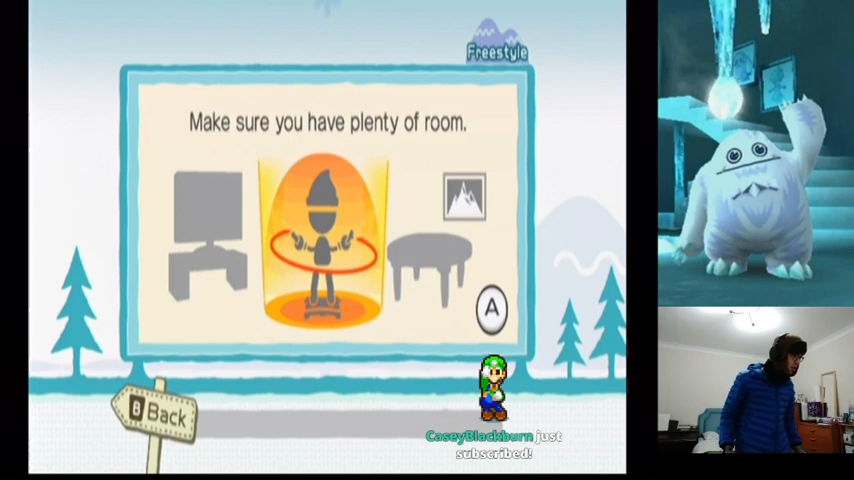 Freestyle
Make sure you have plenty of room.
A
B Back
CaseyBlackburn just
subscribed!